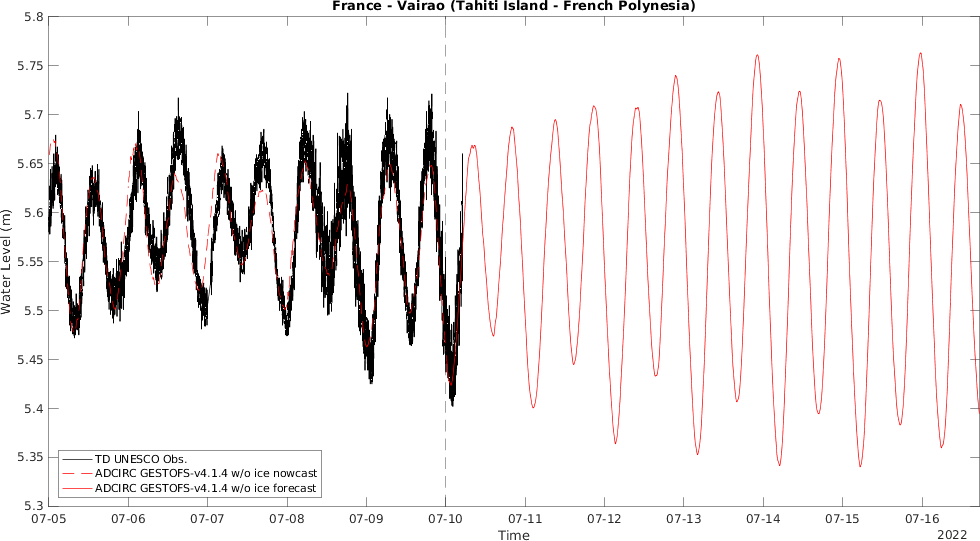 France - Vairao (Tahiti Island - French Polynesia)
5.8
5.75
5.7
5.65
5.6
5.55
5.5
5.45
5.4
5.35
5.3
Water Level (m)
TD UNESCO Obs.
ADCIRC GESTOFS-v4.1.4 w/o ice nowcast
ADCIRC GESTOFS-v4.1.4 w/o ice forecast
07-05 07-06 07-07 07-08 07-09 07-10 07-11 07-12 07-13 07-14 07-15 07-16
Time
2022